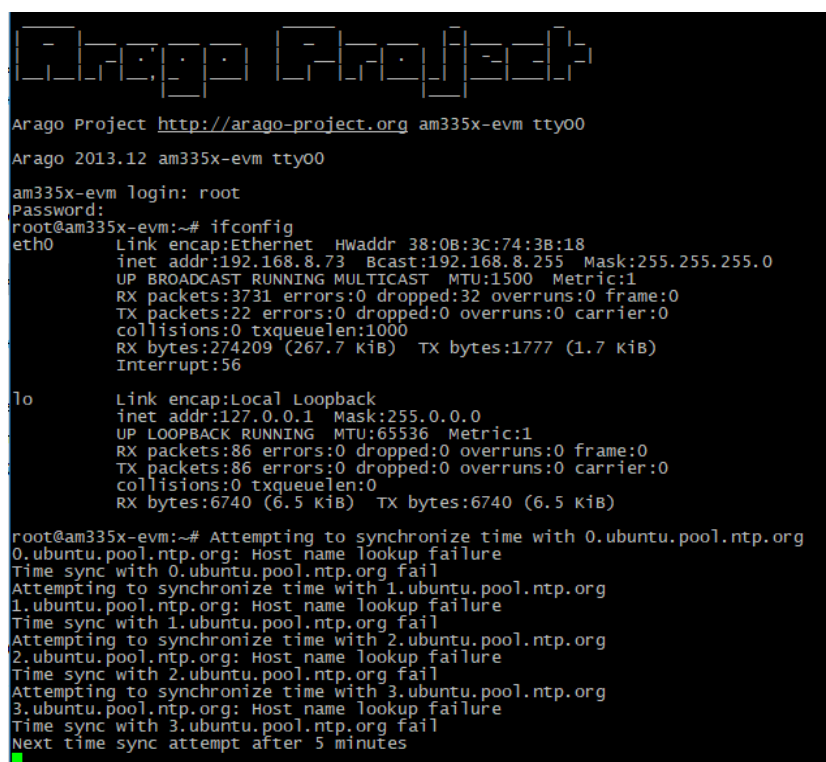 Arago Project
Arago Project http://arago-project.org am335x-evm ttyO0
Arago 2013.12 am335x-evm ttyO0
am335x-evm login: root
Password:
root@am335x-evm:~# ifconfig
eth0      Link encap:Ethernet  HWaddr 38:0B:3C:74:3B:18
          inet addr:192.168.8.73  Bcast:192.168.8.255  Mask:255.255.255.0
          UP BROADCAST RUNNING MULTICAST  MTU:1500  Metric:1
          RX packets:3731 errors:0 dropped:32 overruns:0 frame:0
          TX packets:22 errors:0 dropped:0 overruns:0 carrier:0
          collisions:0 txqueuelen:1000
          RX bytes:274209 (267.7 KiB)  TX bytes:1777 (1.7 KiB)
          Interrupt:56
lo        Link encap:Local Loopback
          inet addr:127.0.0.1  Mask:255.0.0.0
          UP LOOPBACK RUNNING  MTU:65536  Metric:1
          RX packets:86 errors:0 dropped:0 overruns:0 frame:0
          TX packets:86 errors:0 dropped:0 overruns:0 carrier:0
          collisions:0 txqueuelen:0
          RX bytes:6740 (6.5 KiB)  TX bytes:6740 (6.5 KiB)
root@am335x-evm:~# Attempting to synchronize time with 0.ubuntu.pool.ntp.org
0.ubuntu.pool.ntp.org: Host name lookup failure
Time sync with 0.ubuntu.pool.ntp.org fail
Attempting to synchronize time with 1.ubuntu.pool.ntp.org
1.ubuntu.pool.ntp.org: Host name lookup failure
Time sync with 1.ubuntu.pool.ntp.org fail
Attempting to synchronize time with 2.ubuntu.pool.ntp.org
2.ubuntu.pool.ntp.org: Host name lookup failure
Time sync with 2.ubuntu.pool.ntp.org fail
Attempting to synchronize time with 3.ubuntu.pool.ntp.org
3.ubuntu.pool.ntp.org: Host name lookup failure
Time sync with 3.ubuntu.pool.ntp.org fail
Next time sync attempt after 5 minutes